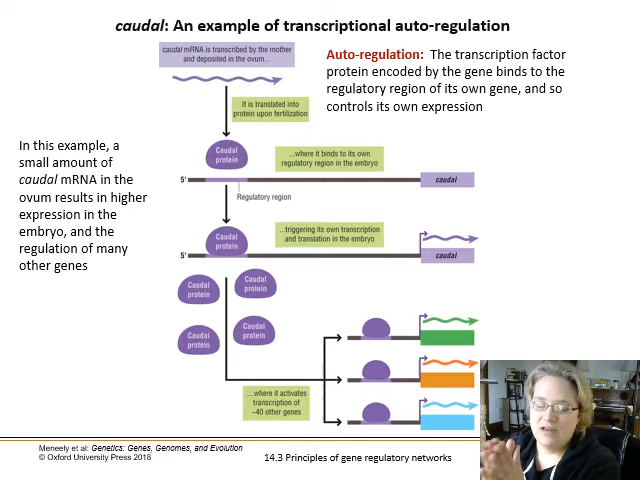 caudal: An example of transcriptional auto-regulation
caudal mRNA is transcribed by the mother
and deposited in the ovum...
Auto-regulation: The transcription factor
protein encoded by the gene binds to the
regulatory region of its own gene, and so
controls its own expression
It is translated into
protein upon fertilization
In this example, a
small amount of
caudal mRNA in the
ovum results in higher
expression in the
embryo, and the
regulation of many
other genes
Caudal
protein
...where it binds to its own
regulatory region in the embryo
5'
caudal
Regulatory region
Caudal
protein
...triggering its own transcription
and translation in the embryo
5'
caudal
Caudal
protein
Caudal
protein
Caudal
protein
Caudal
protein
....where it activates
transcription of
~40 other genes
Meneely et al: Genetics: Genes, Genomes, and Evolution
© Oxford University Press 2018
14.3 Principles of gene regulatory networks